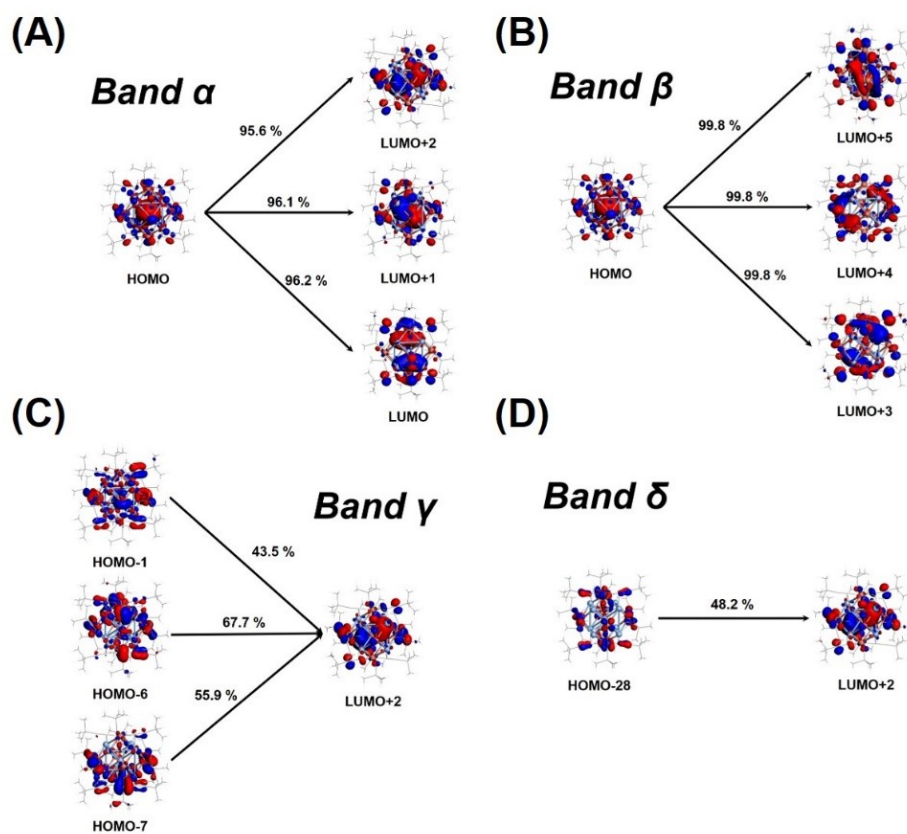 (A)
Band α
95.6 %
LUMO+2
96.1 %
HOMO
LUMO+1
96.2 %
LUMO
(B)
Band β
99.8 %
LUMO+5
99.8 %
HOMO
LUMO+4
99.8 %
LUMO+3
(C)
Band γ
HOMO-1
43.5 %
67.7 %
HOMO-6
LUMO+2
55.9 %
HOMO-7
(D)
Band δ
48.2 %
HOMO-28
LUMO+2